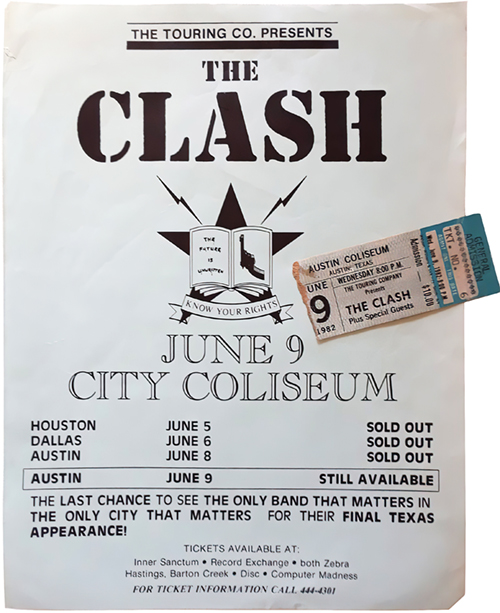 THE TOURING CO. PRESENTS
THE
CLASH
THE
FUTURE
IS
UNWRITTEN
KNOW YOUR RIGHTS
JUNE 9
CITY COLISEUM
HOUSTON JUNE 5 SOLD OUT
DALLAS JUNE 6 SOLD OUT
AUSTIN JUNE 8 SOLD OUT
AUSTIN JUNE 9 STILL AVAILABLE
THE LAST CHANCE TO SEE THE ONLY BAND THAT MATTERS IN
THE ONLY CITY THAT MATTERS FOR THEIR FINAL TEXAS
APPEARANCE!
TICKETS AVAILABLE AT:
Inner Sanctum • Record Exchange • both Zebra
Hastings, Barton Creek • Disc • Computer Madness
FOR TICKET INFORMATION CALL 444-4301
AUSTIN COLISEUM
AUSTIN, TEXAS
UNE WEDNESDAY 8:00 P.M.
9
1982
THE TOURING COMPANY
Presents
THE CLASH
Plus Special Guests
Admission $10.00
TKT. NO. 6
GENERAL
ADMISSION